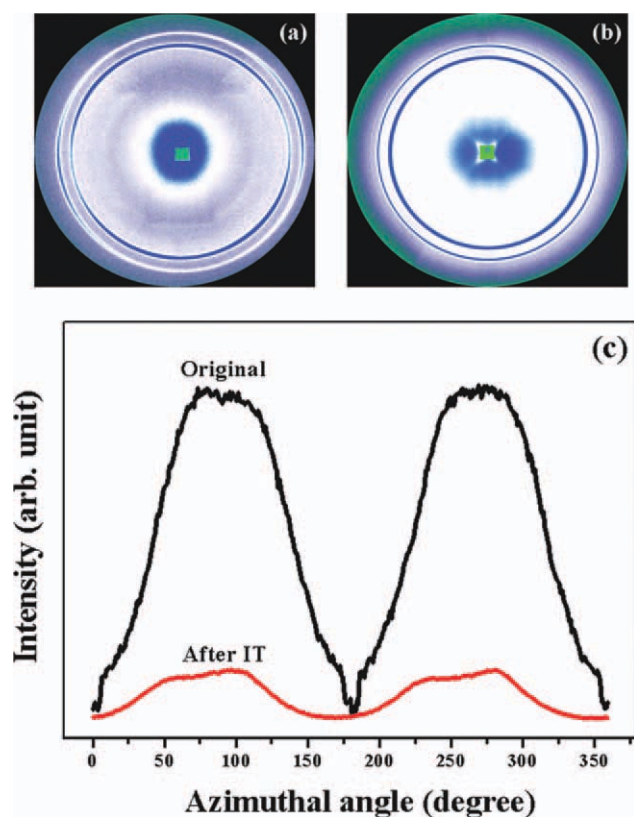 (a)
(b)
(c)
Original
After IT
Intensity (arb. unit)
0 50 100 150 200 250 300 350
Azimuthal angle (degree)